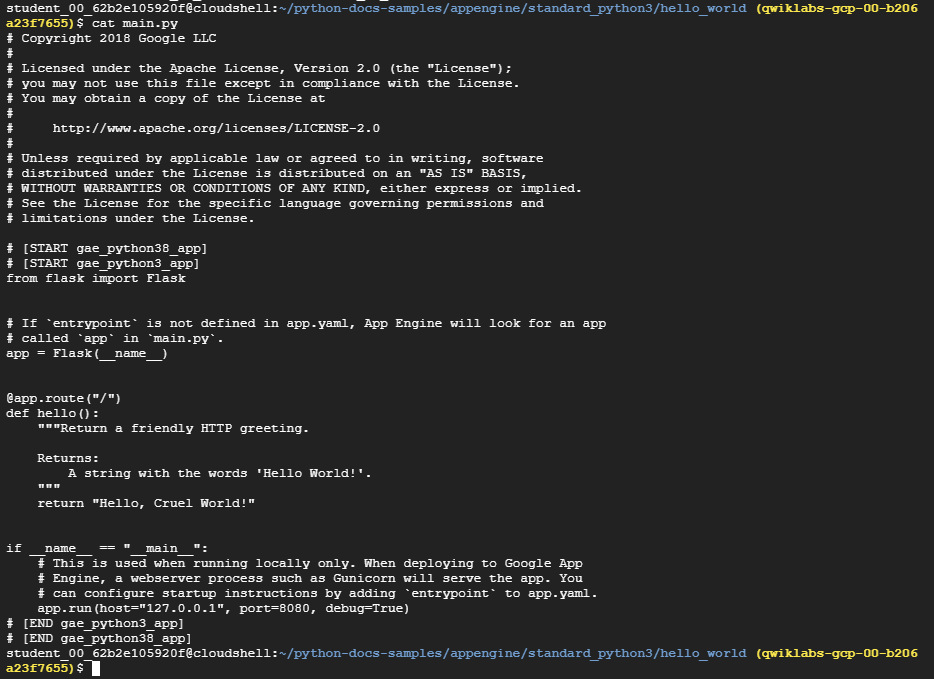 student_00_62b2e105920f@cloudshell:~/python-docs-samples/appengine/standard_python3/hello_world (qwiklabs-gcp-00-b206
a23f7655)$ cat main.py
# Copyright 2018 Google LLC
#
# Licensed under the Apache License, Version 2.0 (the "License");
# you may not use this file except in compliance with the License.
# You may obtain a copy of the License at
#
#     http://www.apache.org/licenses/LICENSE-2.0
#
# Unless required by applicable law or agreed to in writing, software
# distributed under the License is distributed on an "AS IS" BASIS,
# WITHOUT WARRANTIES OR CONDITIONS OF ANY KIND, either express or implied.
# See the License for the specific language governing permissions and
# limitations under the License.

# [START gae_python38_app]
# [START gae_python3_app]
from flask import Flask


# If `entrypoint` is not defined in app.yaml, App Engine will look for an app
# called `app` in `main.py`.
app = Flask(__name__)


@app.route("/")
def hello():
    """Return a friendly HTTP greeting.

    Returns:
        A string with the words 'Hello World!'.
    """
    return "Hello, Cruel World!"


if __name__ == "__main__":
    # This is used when running locally only. When deploying to Google App
    # Engine, a webserver process such as Gunicorn will serve the app. You
    # can configure startup instructions by adding `entrypoint` to app.yaml.
    app.run(host="127.0.0.1", port=8080, debug=True)
# [END gae_python3_app]
# [END gae_python38_app]
student_00_62b2e105920f@cloudshell:~/python-docs-samples/appengine/standard_python3/hello_world (qwiklabs-gcp-00-b206
a23f7655)$